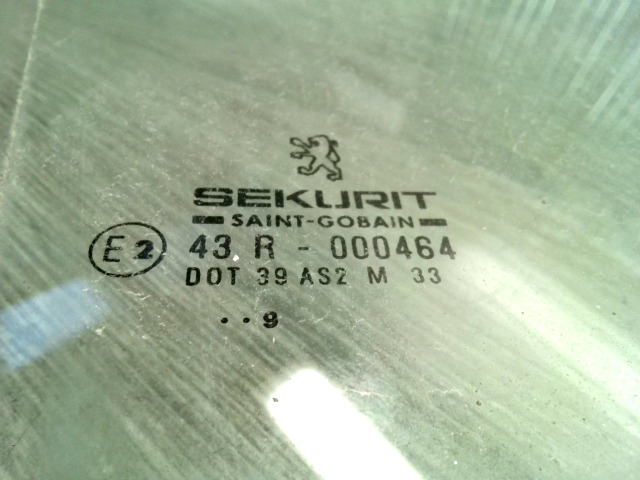 SEKURIT
SAINT-GOBAIN
E2 43 R - 000464
DOT 39 AS2 M 33
..9